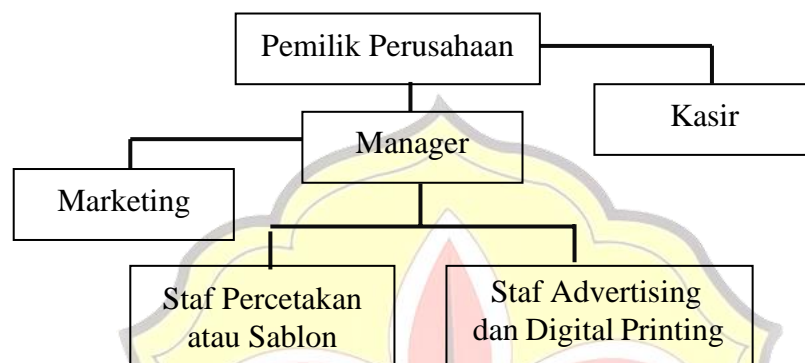 Pemilik Perusahaan
Kasir
Manager
Marketing
Staf Percetakan
atau Sablon
Staf Advertising
dan Digital Printing